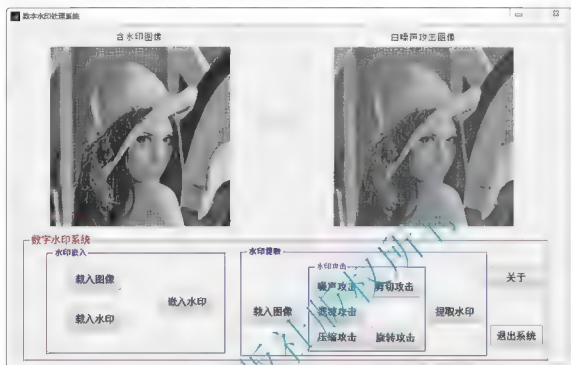 数字水印处理系统
含水印图像
白噪声攻击图像
数字水印系统
水印嵌入
载入图像
载入水印
嵌入水印
水印提取
载入图像
水印攻击
噪声攻击
剪切攻击
滤波攻击
压缩攻击
旋转攻击
提取水印
关于
退出系统